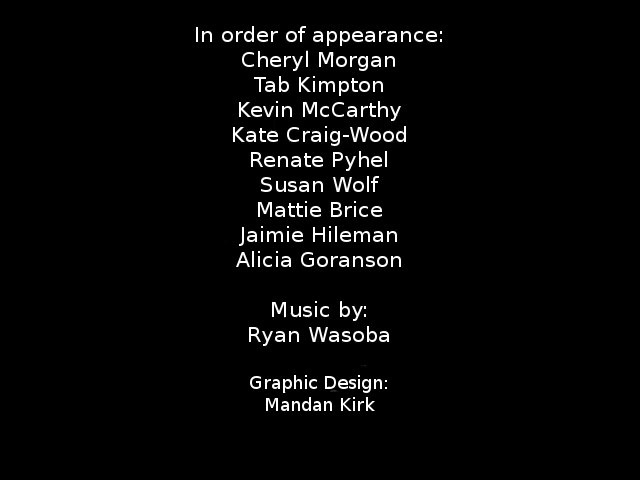 In order of appearance:
Cheryl Morgan
Tab Kimpton
Kevin McCarthy
Kate Craig-Wood
Renate Pyhel
Susan Wolf
Mattie Brice
Jaimie Hileman
Alicia Goranson
Music by:
Ryan Wasoba
Graphic Design:
Mandan Kirk